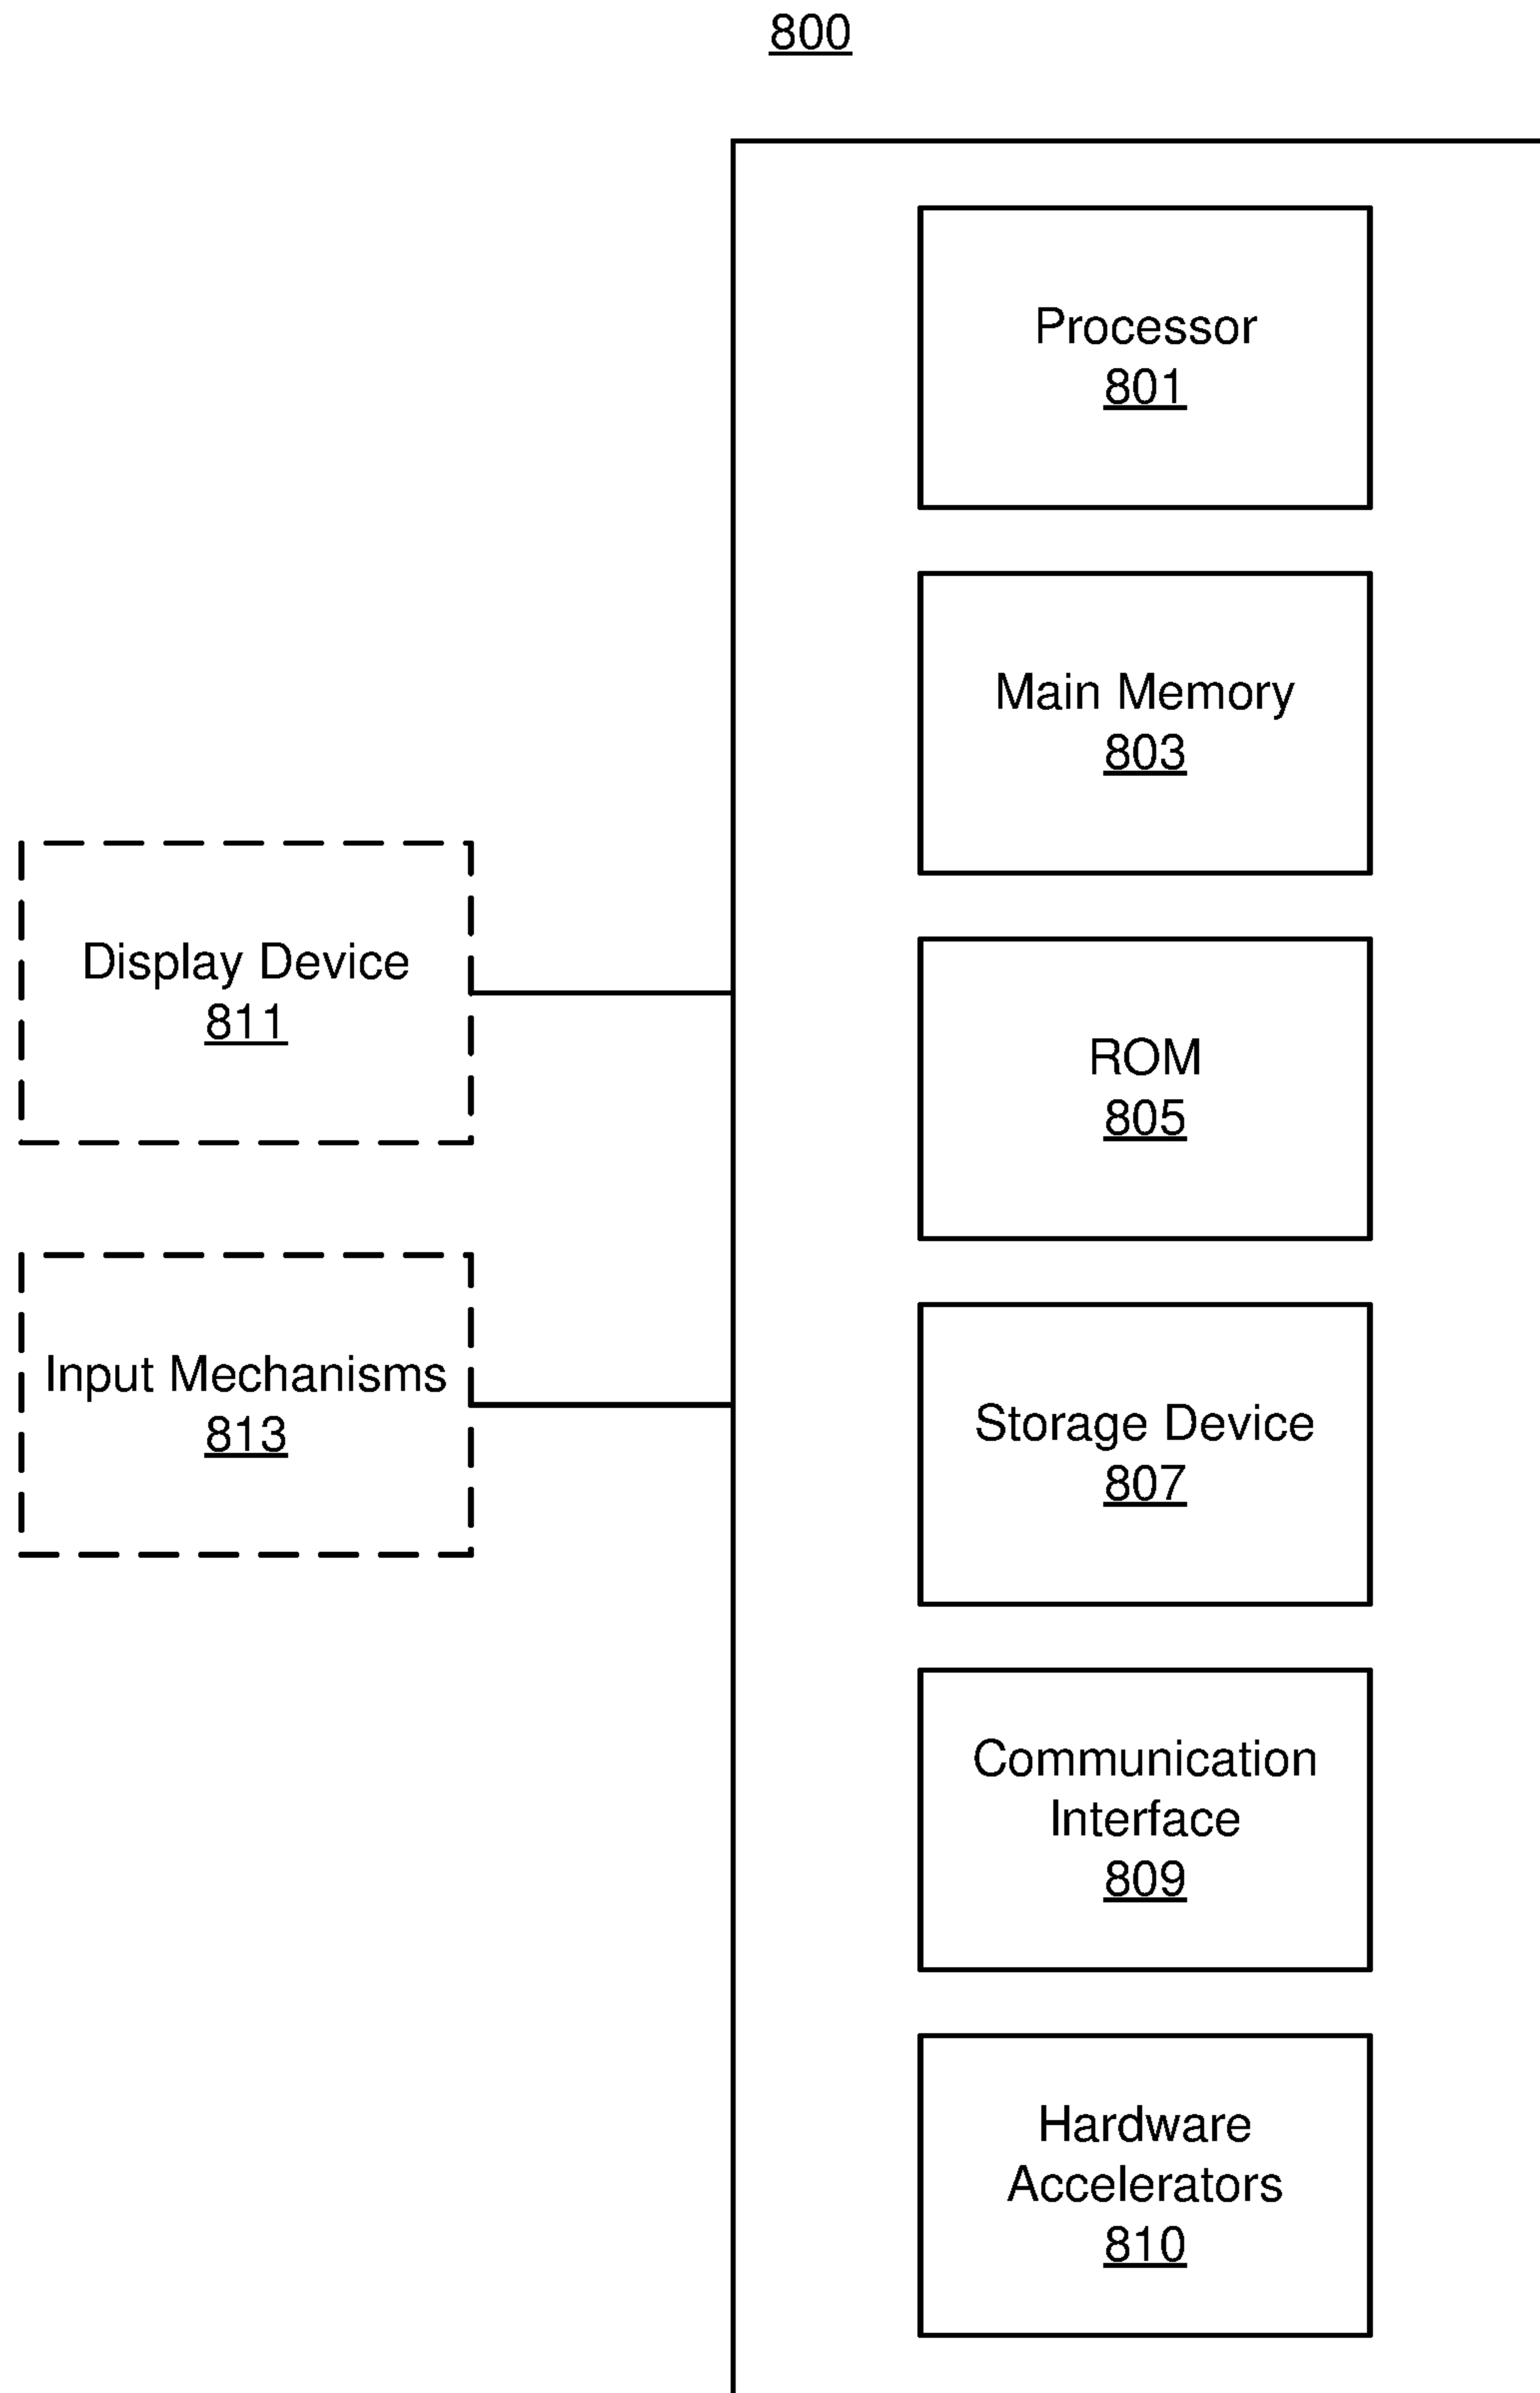 800
Processor
801
Main Memory
803
Display Device
811
ROM
805
Input Mechanisms
813
Storage Device
807
Communication
Interface
809
Hardware
Accelerators
810